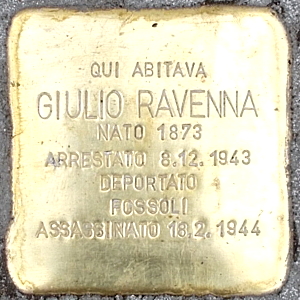 QUI ABITAVA
GIULIO RAVENNA
NATO 1873
ARRESTATO 8.12.1943
DEPORTATO
FOSSOLI
ASSASSINATO 18.2.1944